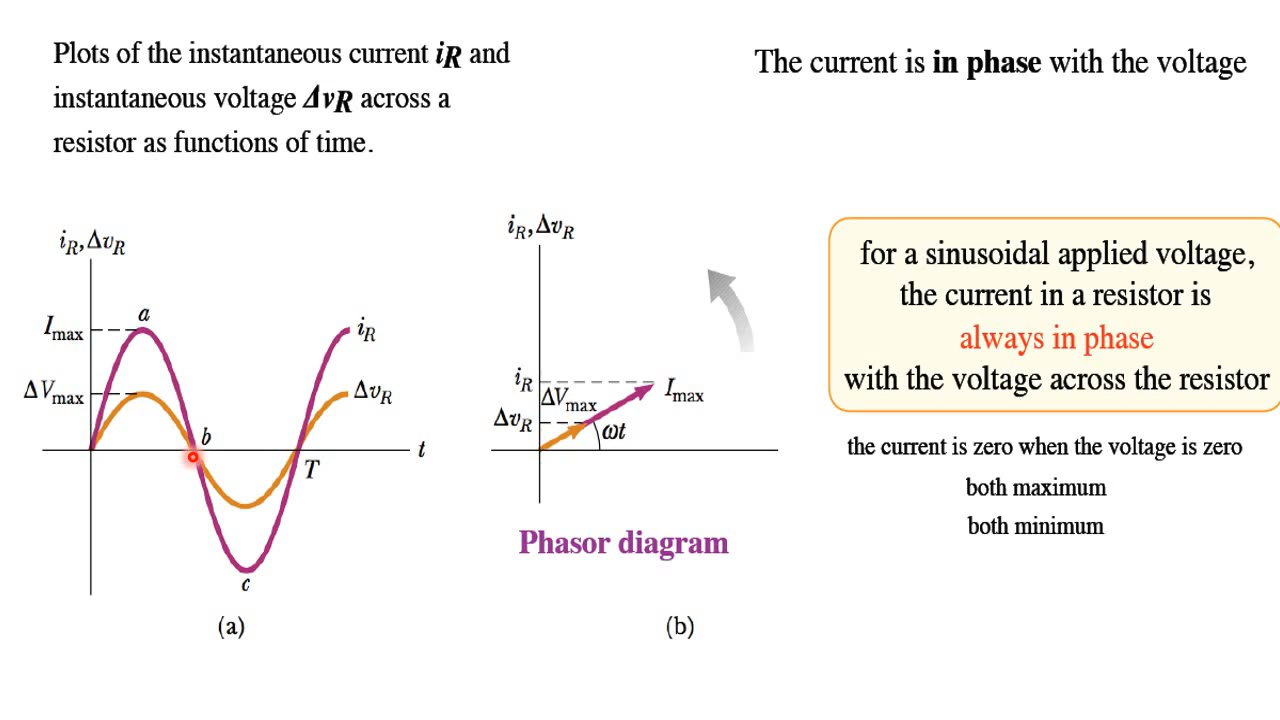 Plots of the instantaneous current iR and
instantaneous voltage ΔvR across a
resistor as functions of time.
The current is in phase with the voltage
iR, ΔvR
Imax
a
iR
ΔVmax
ΔvR
b
t
T
c
(a)
iR, ΔvR
iR
ΔVmax
Imax
ΔvR
ωt
Phasor diagram
(b)
for a sinusoidal applied voltage,
the current in a resistor is
always in phase
with the voltage across the resistor
the current is zero when the voltage is zero
both maximum
both minimum